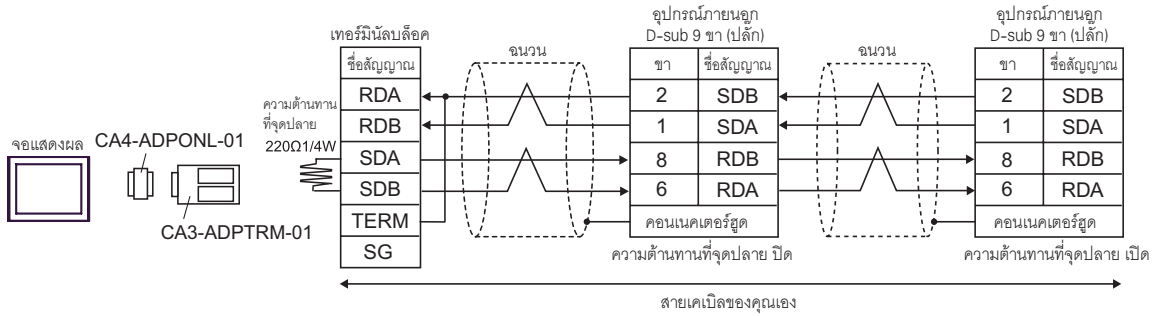 อุปกรณ์ภายนอก
D-sub 9 ขา (ปลั๊ก)
อุปกรณ์ภายนอก
D-sub 9 ขา (ปลั๊ก)
เทอร์มินัลบล็อค
ฉนวน
ฉนวน
ชื่อสัญญาณ
ขา ชื่อสัญญาณ
ขา ชื่อสัญญาณ
RDA
2 SDB
2 SDB
RDB
1 SDA
1 SDA
SDA
8 RDB
8 RDB
SDB
6 RDA
6 RDA
TERM
คอนเนคเตอร์ฮูด
คอนเนคเตอร์ฮูด
SG
ความต้านทาน
ที่จุดปลาย
220Ω1/4W
จอแสดงผล
CA4-ADPONL-01
CA3-ADPTRM-01
ความต้านทานที่จุดปลาย ปิด
ความต้านทานที่จุดปลาย เปิด
สายเคเบิลของคุณเอง